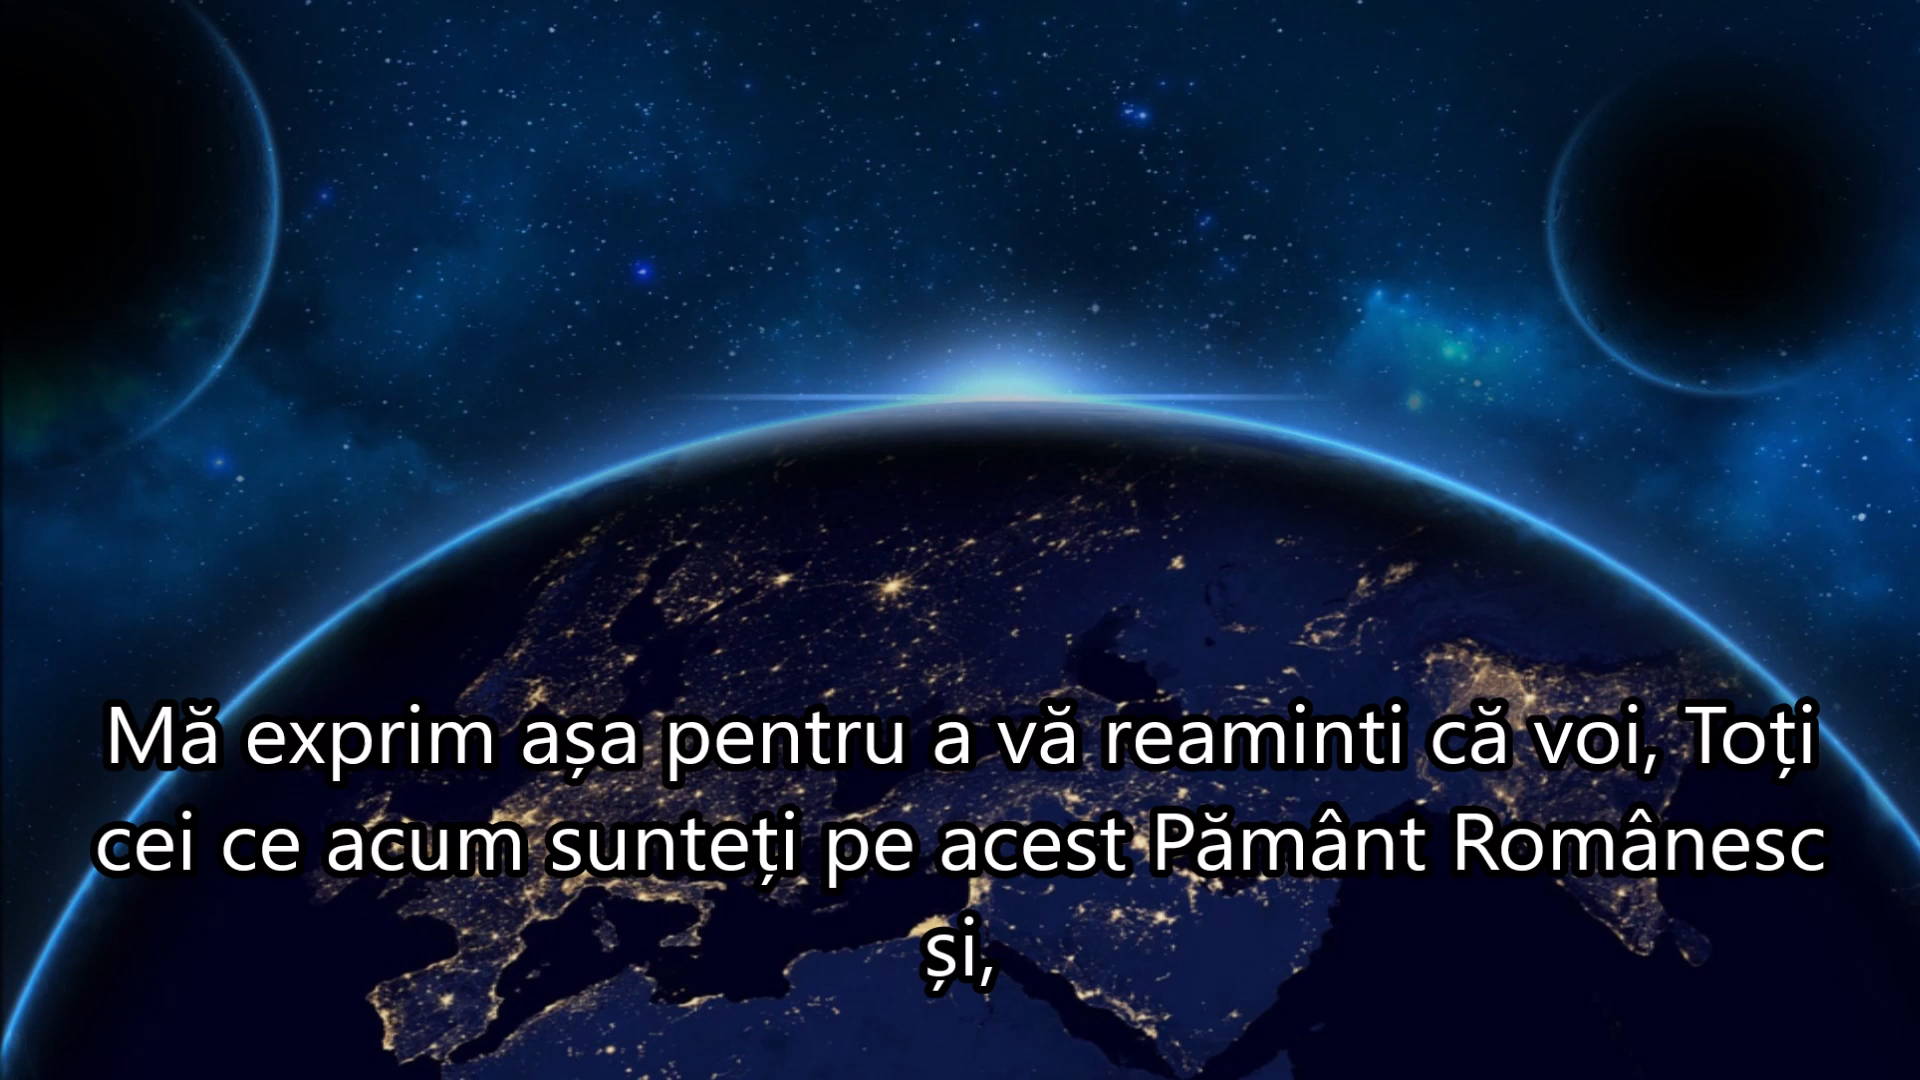 Mă exprim așa pentru a vă reaminti că voi, Toți
cei ce acum sunteți pe acest Pământ Românesc
și,